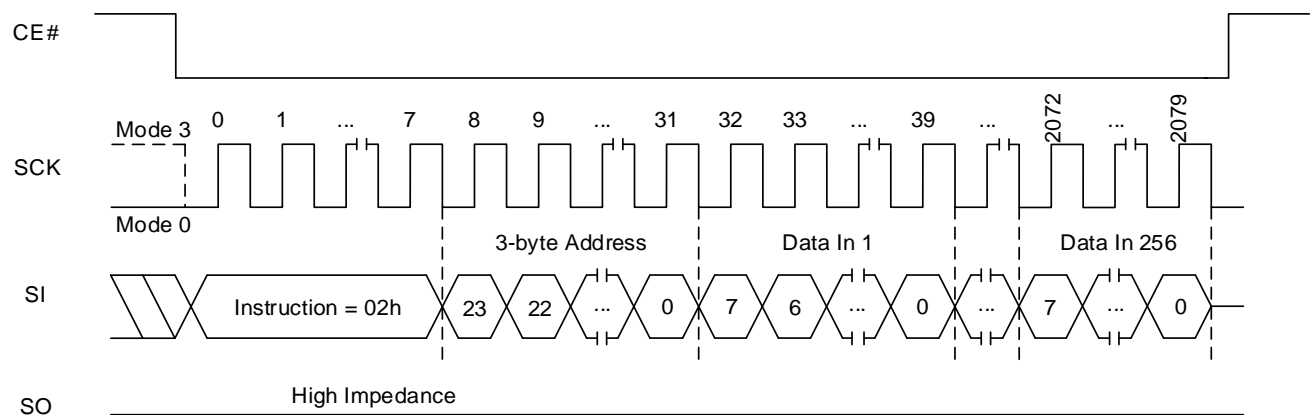 CE#
0 1 ... 7 8 9 ... 31 32 33 ... 39 ... 2072 ... 2079
Mode 3
SCK
Mode 0
3-byte Address Data In 1 Data In 256
SI
Instruction = 02h 23 22 ... 0 7 6 ... 0 ... 7 ... 0
High Impedance
SO